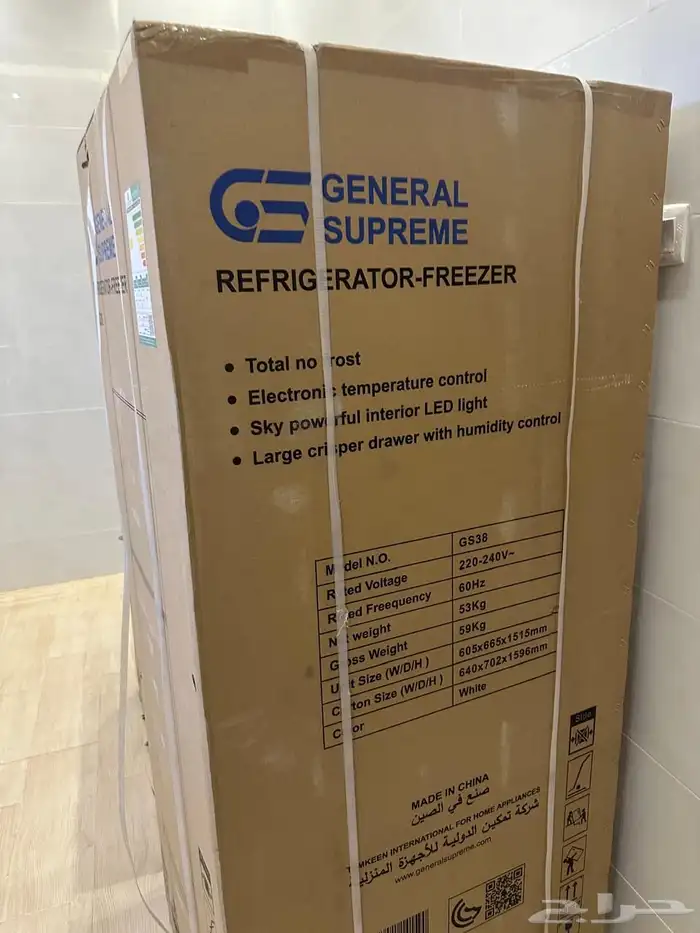 GENERAL
SUPREME
REFRIGERATOR-FREEZER
• Total no frost
• Electronic temperature control
• Sky powerful interior LED light
• Large crisper drawer with humidity control
Model N.O. GS38
Rated Voltage 220-240V~
Rated Freequency 60Hz
Net weight 53Kg
Gross Weight 59Kg
Unit Size (W/D/H) 605x665x1515mm
Carton Size (W/D/H) 640x702x1596mm
Color White
MADE IN CHINA
صنع في الصين
TAMKEEN INTERNATIONAL FOR HOME APPLIANCES
شركة تمكين الدولية للأجهزة المنزلية
www.generalsupreme.com
Slide
حراج